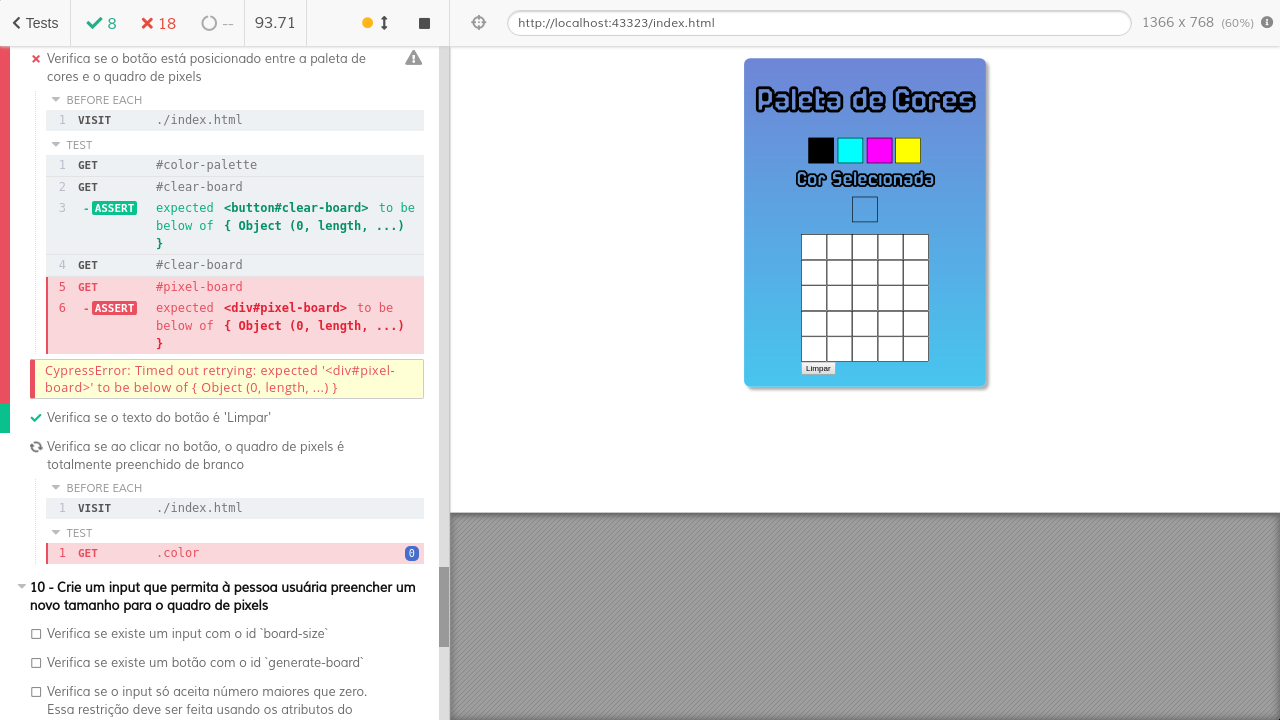 Tests
8
18
--
93.71
http://localhost:43323/index.html
1366 x 768 (60%)
Verifica se o botão está posicionado entre a paleta de
cores e o quadro de pixels
BEFORE EACH
1 VISIT ./index.html
TEST
1 GET #color-palette
2 GET #clear-board
3 -ASSERT expected <button#clear-board> to be
below of { Object (0, length, ...)
}
4 GET #clear-board
5 GET #pixel-board
6 -ASSERT expected <div#pixel-board> to be
below of { Object (0, length, ...)
}
CypressError: Timed out retrying: expected '<div#pixel-
board>' to be below of { Object (0, length, ...) }
Verifica se o texto do botão é 'Limpar'
Verifica se ao clicar no botão, o quadro de pixels é
totalmente preenchido de branco
BEFORE EACH
1 VISIT ./index.html
TEST
1 GET .color 0
10 - Crie um input que permita à pessoa usuária preencher um
novo tamanho para o quadro de pixels
Verifica se existe um input com o id `board-size`
Verifica se existe um botão com o id `generate-board`
Verifica se o input só aceita número maiores que zero.
Essa restrição deve ser feita usando os atributos do
Paleta de Cores
Cor Selecionada
Limpar